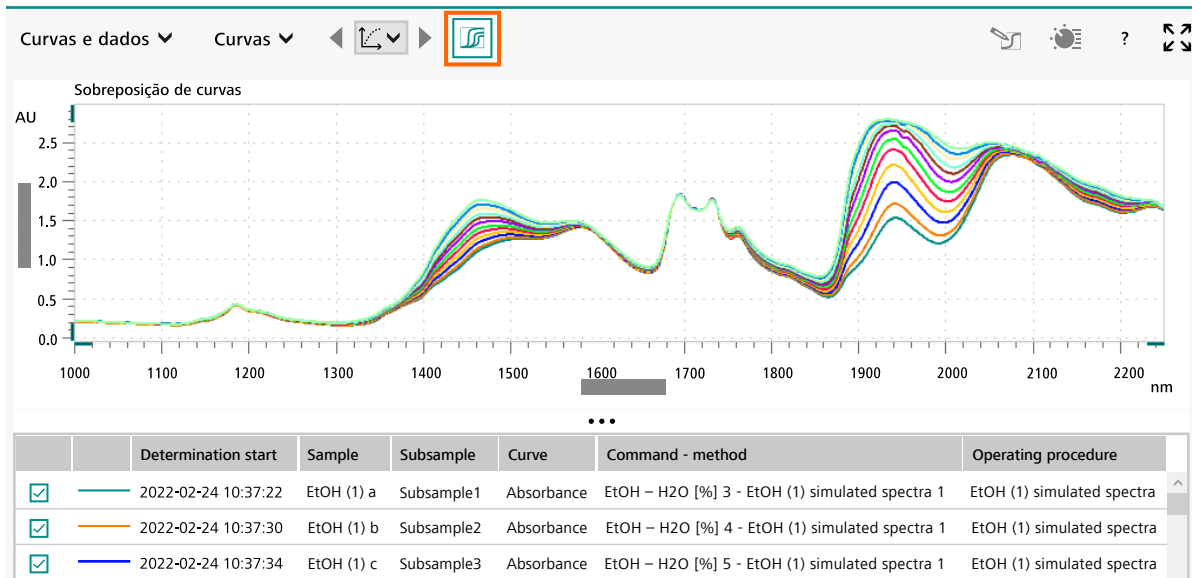 Curvas e dados Curvas ?
Sobreposição de curvas
AU
2.5
2.0
1.5
1.0
0.5
0.0
1000 1100 1200 1300 1400 1500 1600 1700 1800 1900 2000 2100 2200
nm
Determination start Sample Subsample Curve Command - method Operating procedure
2022-02-24 10:37:22 EtOH (1) a Subsample1 Absorbance EtOH – H2O [%] 3 - EtOH (1) simulated spectra 1 EtOH (1) simulated spectra
2022-02-24 10:37:30 EtOH (1) b Subsample2 Absorbance EtOH – H2O [%] 4 - EtOH (1) simulated spectra 1 EtOH (1) simulated spectra
2022-02-24 10:37:34 EtOH (1) c Subsample3 Absorbance EtOH – H2O [%] 5 - EtOH (1) simulated spectra 1 EtOH (1) simulated spectra